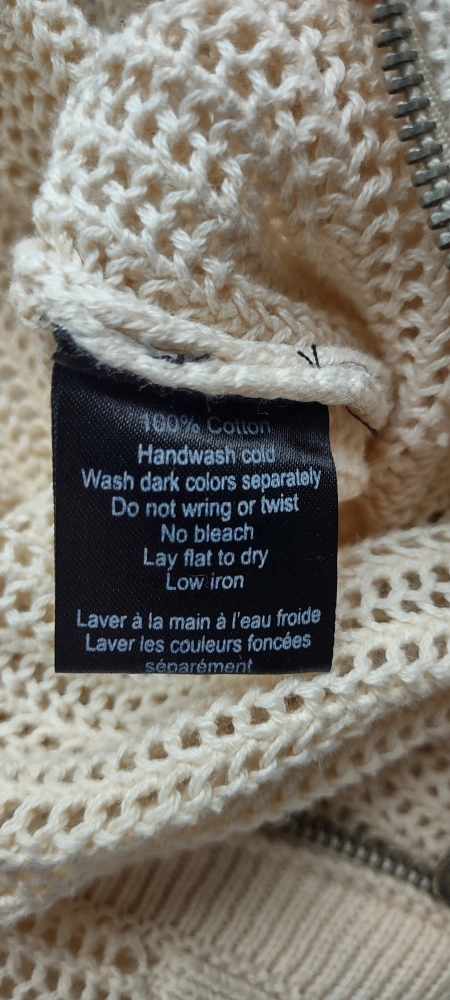 100% Cotton
Handwash cold
Wash dark colors separately
Do not wring or twist
No bleach
Lay flat to dry
Low iron
Laver à la main à l'eau froide
Laver les couleurs foncées
séparément